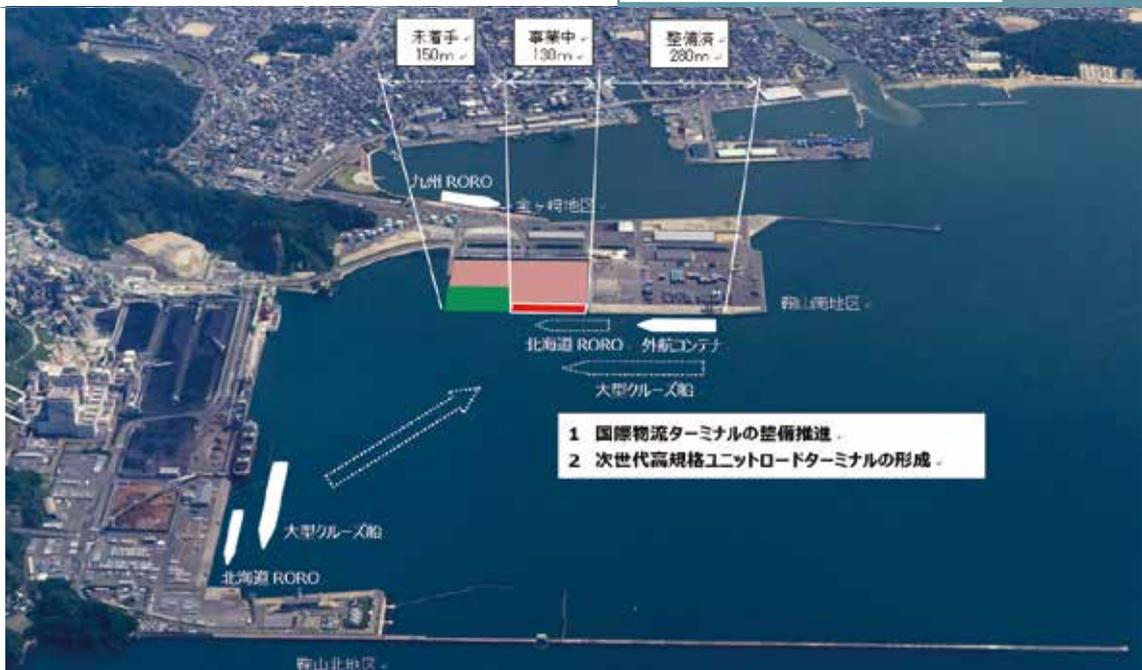 未着手
150m
事業中
130m
整備済
280m
九州 RORO
金ヶ崎地区
鞠山南地区
北海道 RORO
外航コンテナ
大型クルーズ船
1 国際物流ターミナルの整備推進
2 次世代高規格ユニットロードターミナルの形成
大型クルーズ船
北海道 RORO
鞠山北地区